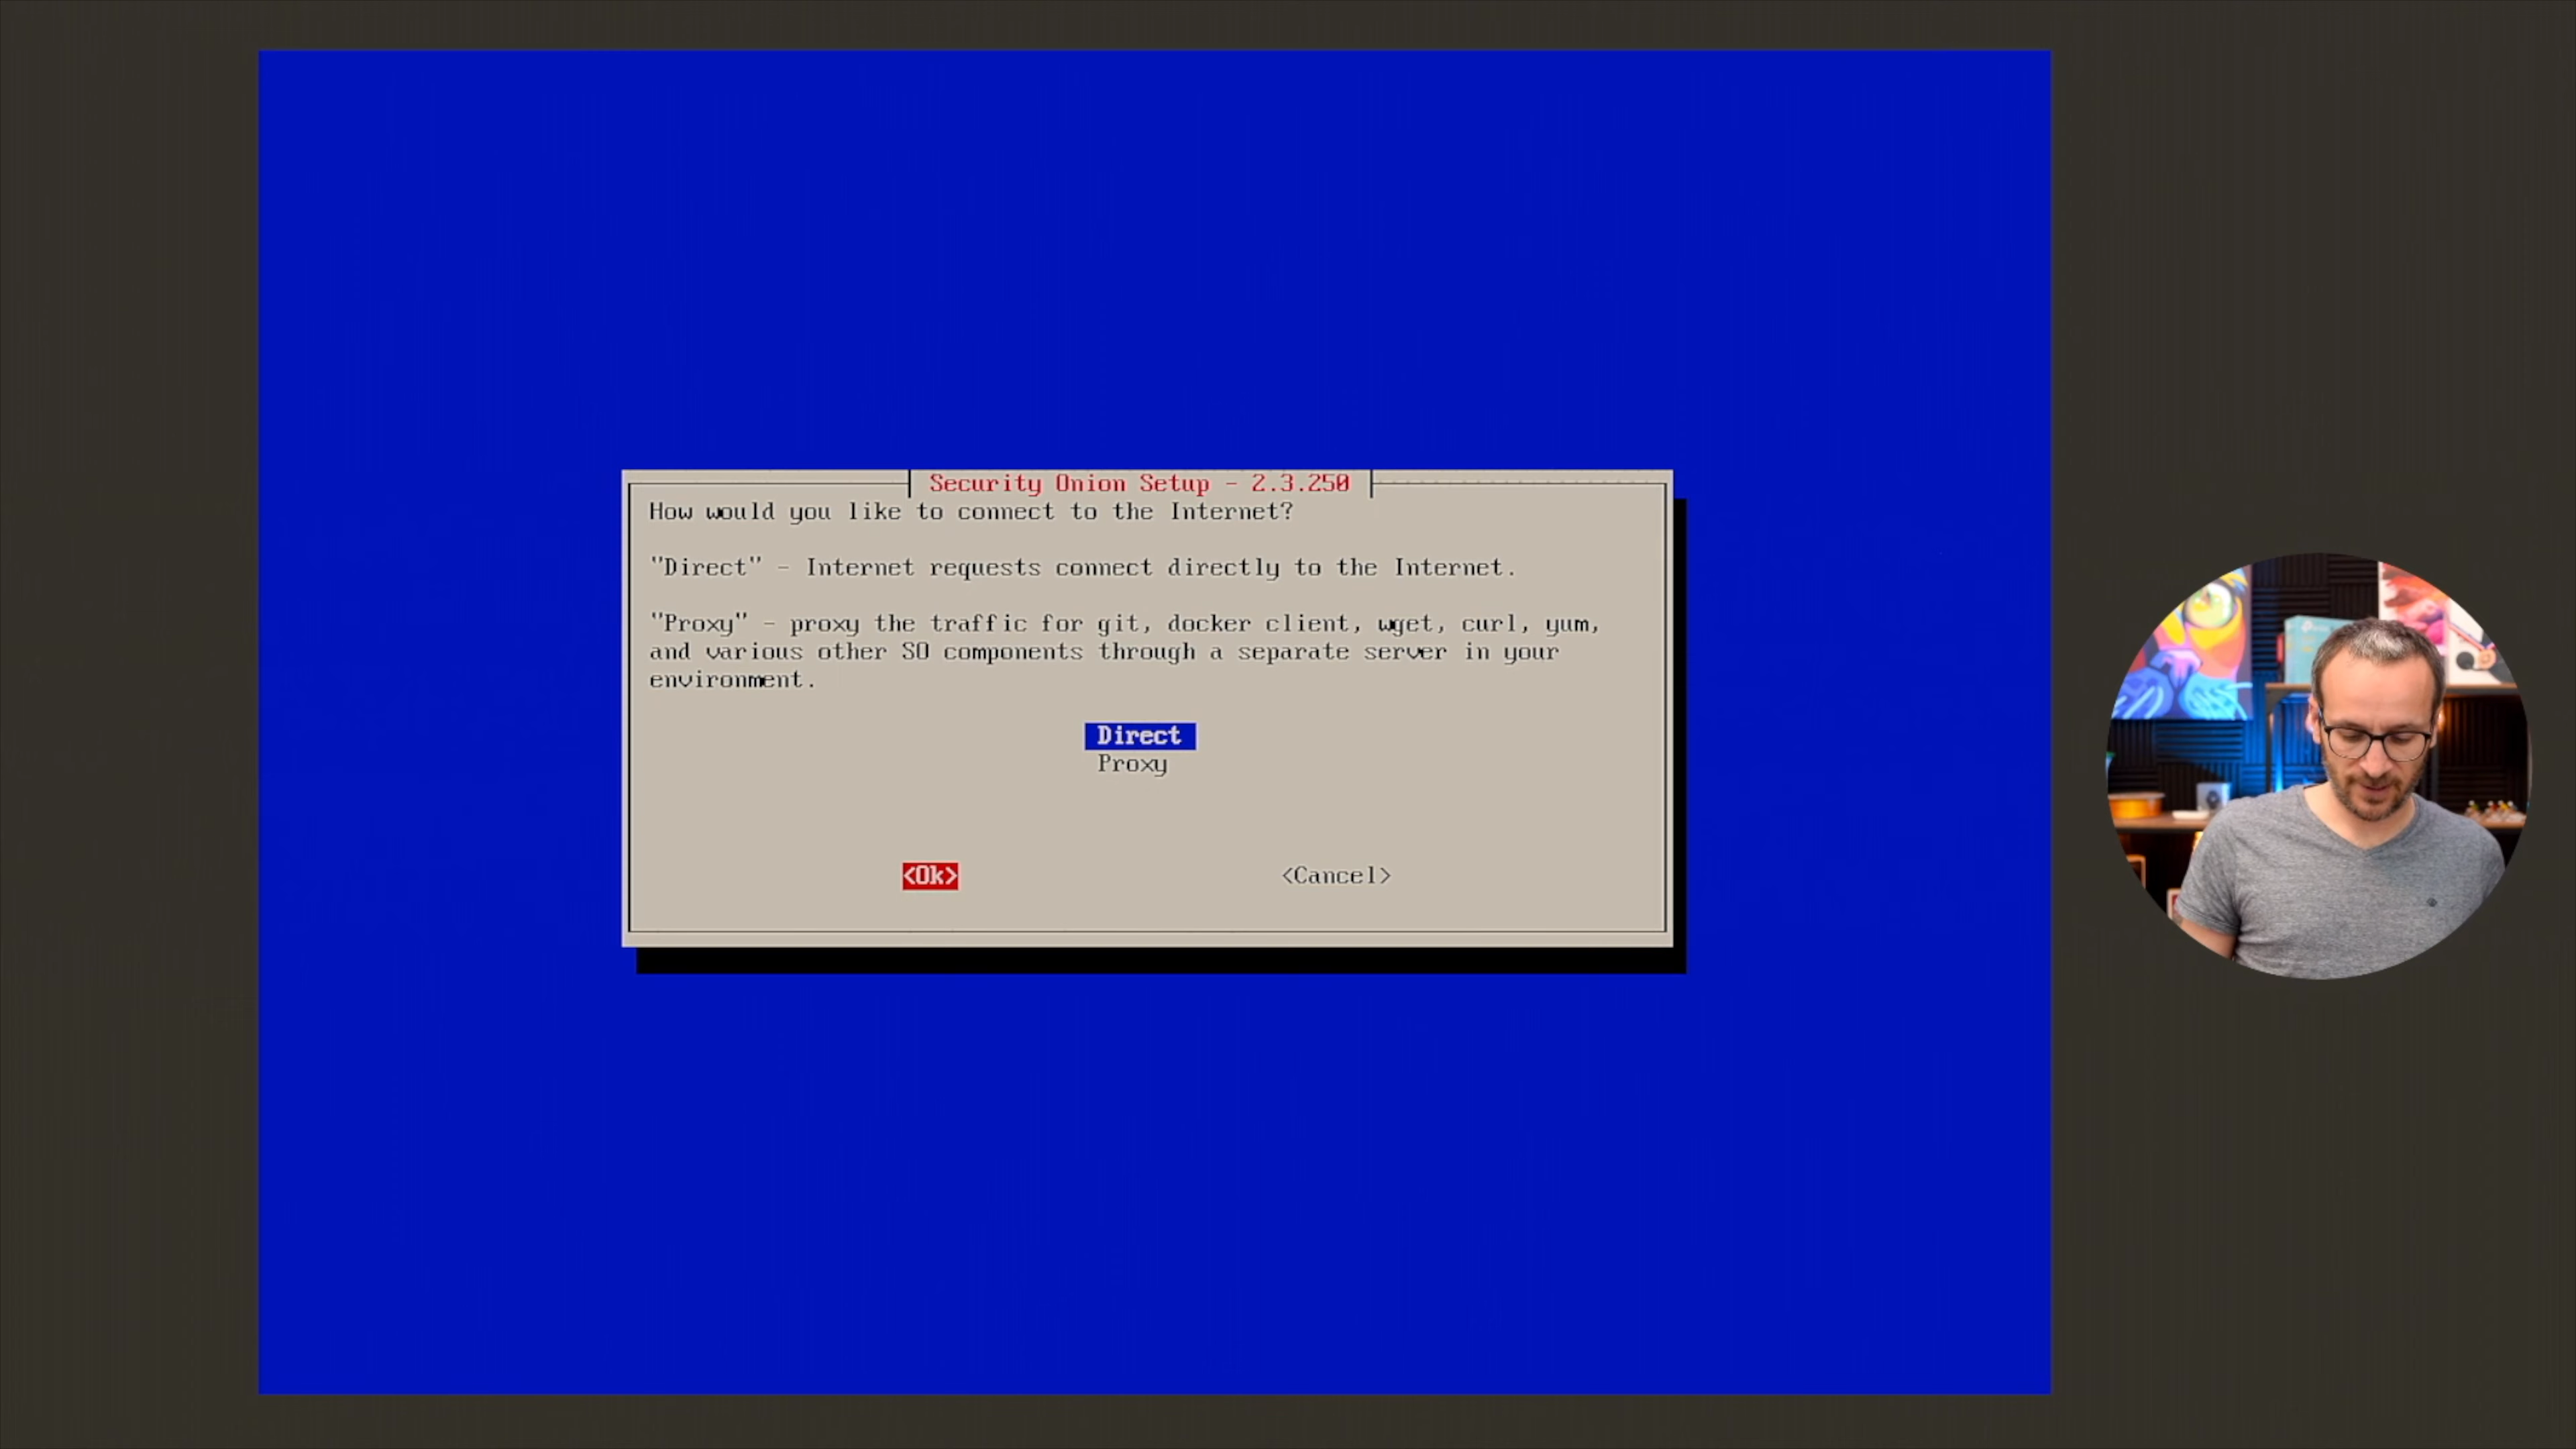 Security Onion Setup - 2.3.250
How would you like to connect to the Internet?
"Direct" - Internet requests connect directly to the Internet.
"Proxy" - proxy the traffic for git, docker client, wget, curl, yum,
and various other SO components through a separate server in your
environment.
Direct
Proxy
<Ok> <Cancel>